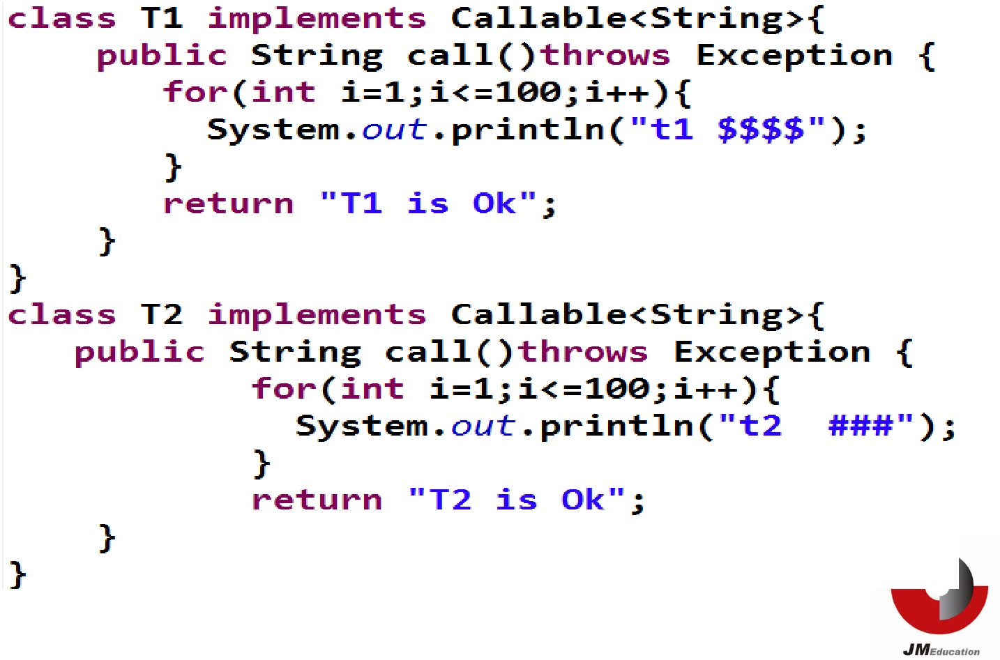 class T1 implements Callable<String>{
    public String call()throws Exception {
       for(int i=1;i<=100;i++){
         System.out.println("t1 $$$$");
       }
       return "T1 is Ok";
    }
}
class T2 implements Callable<String>{
   public String call()throws Exception {
           for(int i=1;i<=100;i++){
             System.out.println("t2  ###");
           }
           return "T2 is Ok";
    }
}
JMEducation